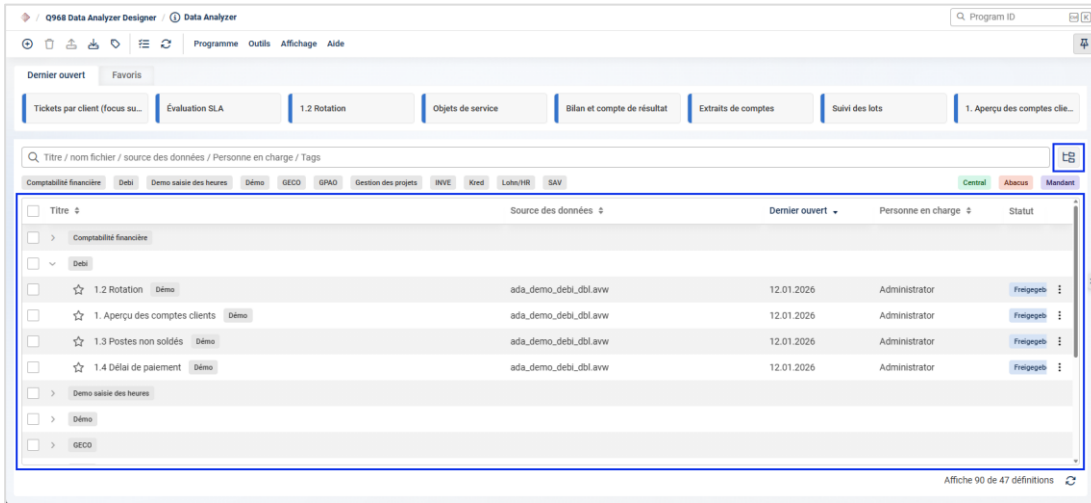 / Q968 Data Analyzer Designer / Data Analyzer Program ID
Programme Outils Affichage Aide
Dernier ouvert Favoris
Tickets par client (focus su... Évaluation SLA 1.2 Rotation Objets de service Bilan et compte de résultat Extraits de comptes Suivi des lots 1. Aperçu des comptes clie...
Titre / nom fichier / source des données / Personne en charge / Tags
Comptabilité financière Debi Demo saisie des heures Démo GECO GPAO Gestion des projets INVE Kred Lohn/HR SAV Central Abacus Mandant
Titre Source des données Dernier ouvert Personne en charge Statut
Comptabilité financière
Debi
1.2 Rotation Démo ada_demo_debi_dbl.avw 12.01.2026 Administrator Freigegeb
1. Aperçu des comptes clients Démo ada_demo_debi_dbl.avw 12.01.2026 Administrator Freigegeb
1.3 Postes non soldés Démo ada_demo_debi_dbl.avw 12.01.2026 Administrator Freigegeb
1.4 Délai de paiement Démo ada_demo_debi_dbl.avw 12.01.2026 Administrator Freigegeb
Demo saisie des heures
Démo
GECO
Affiche 90 de 47 définitions